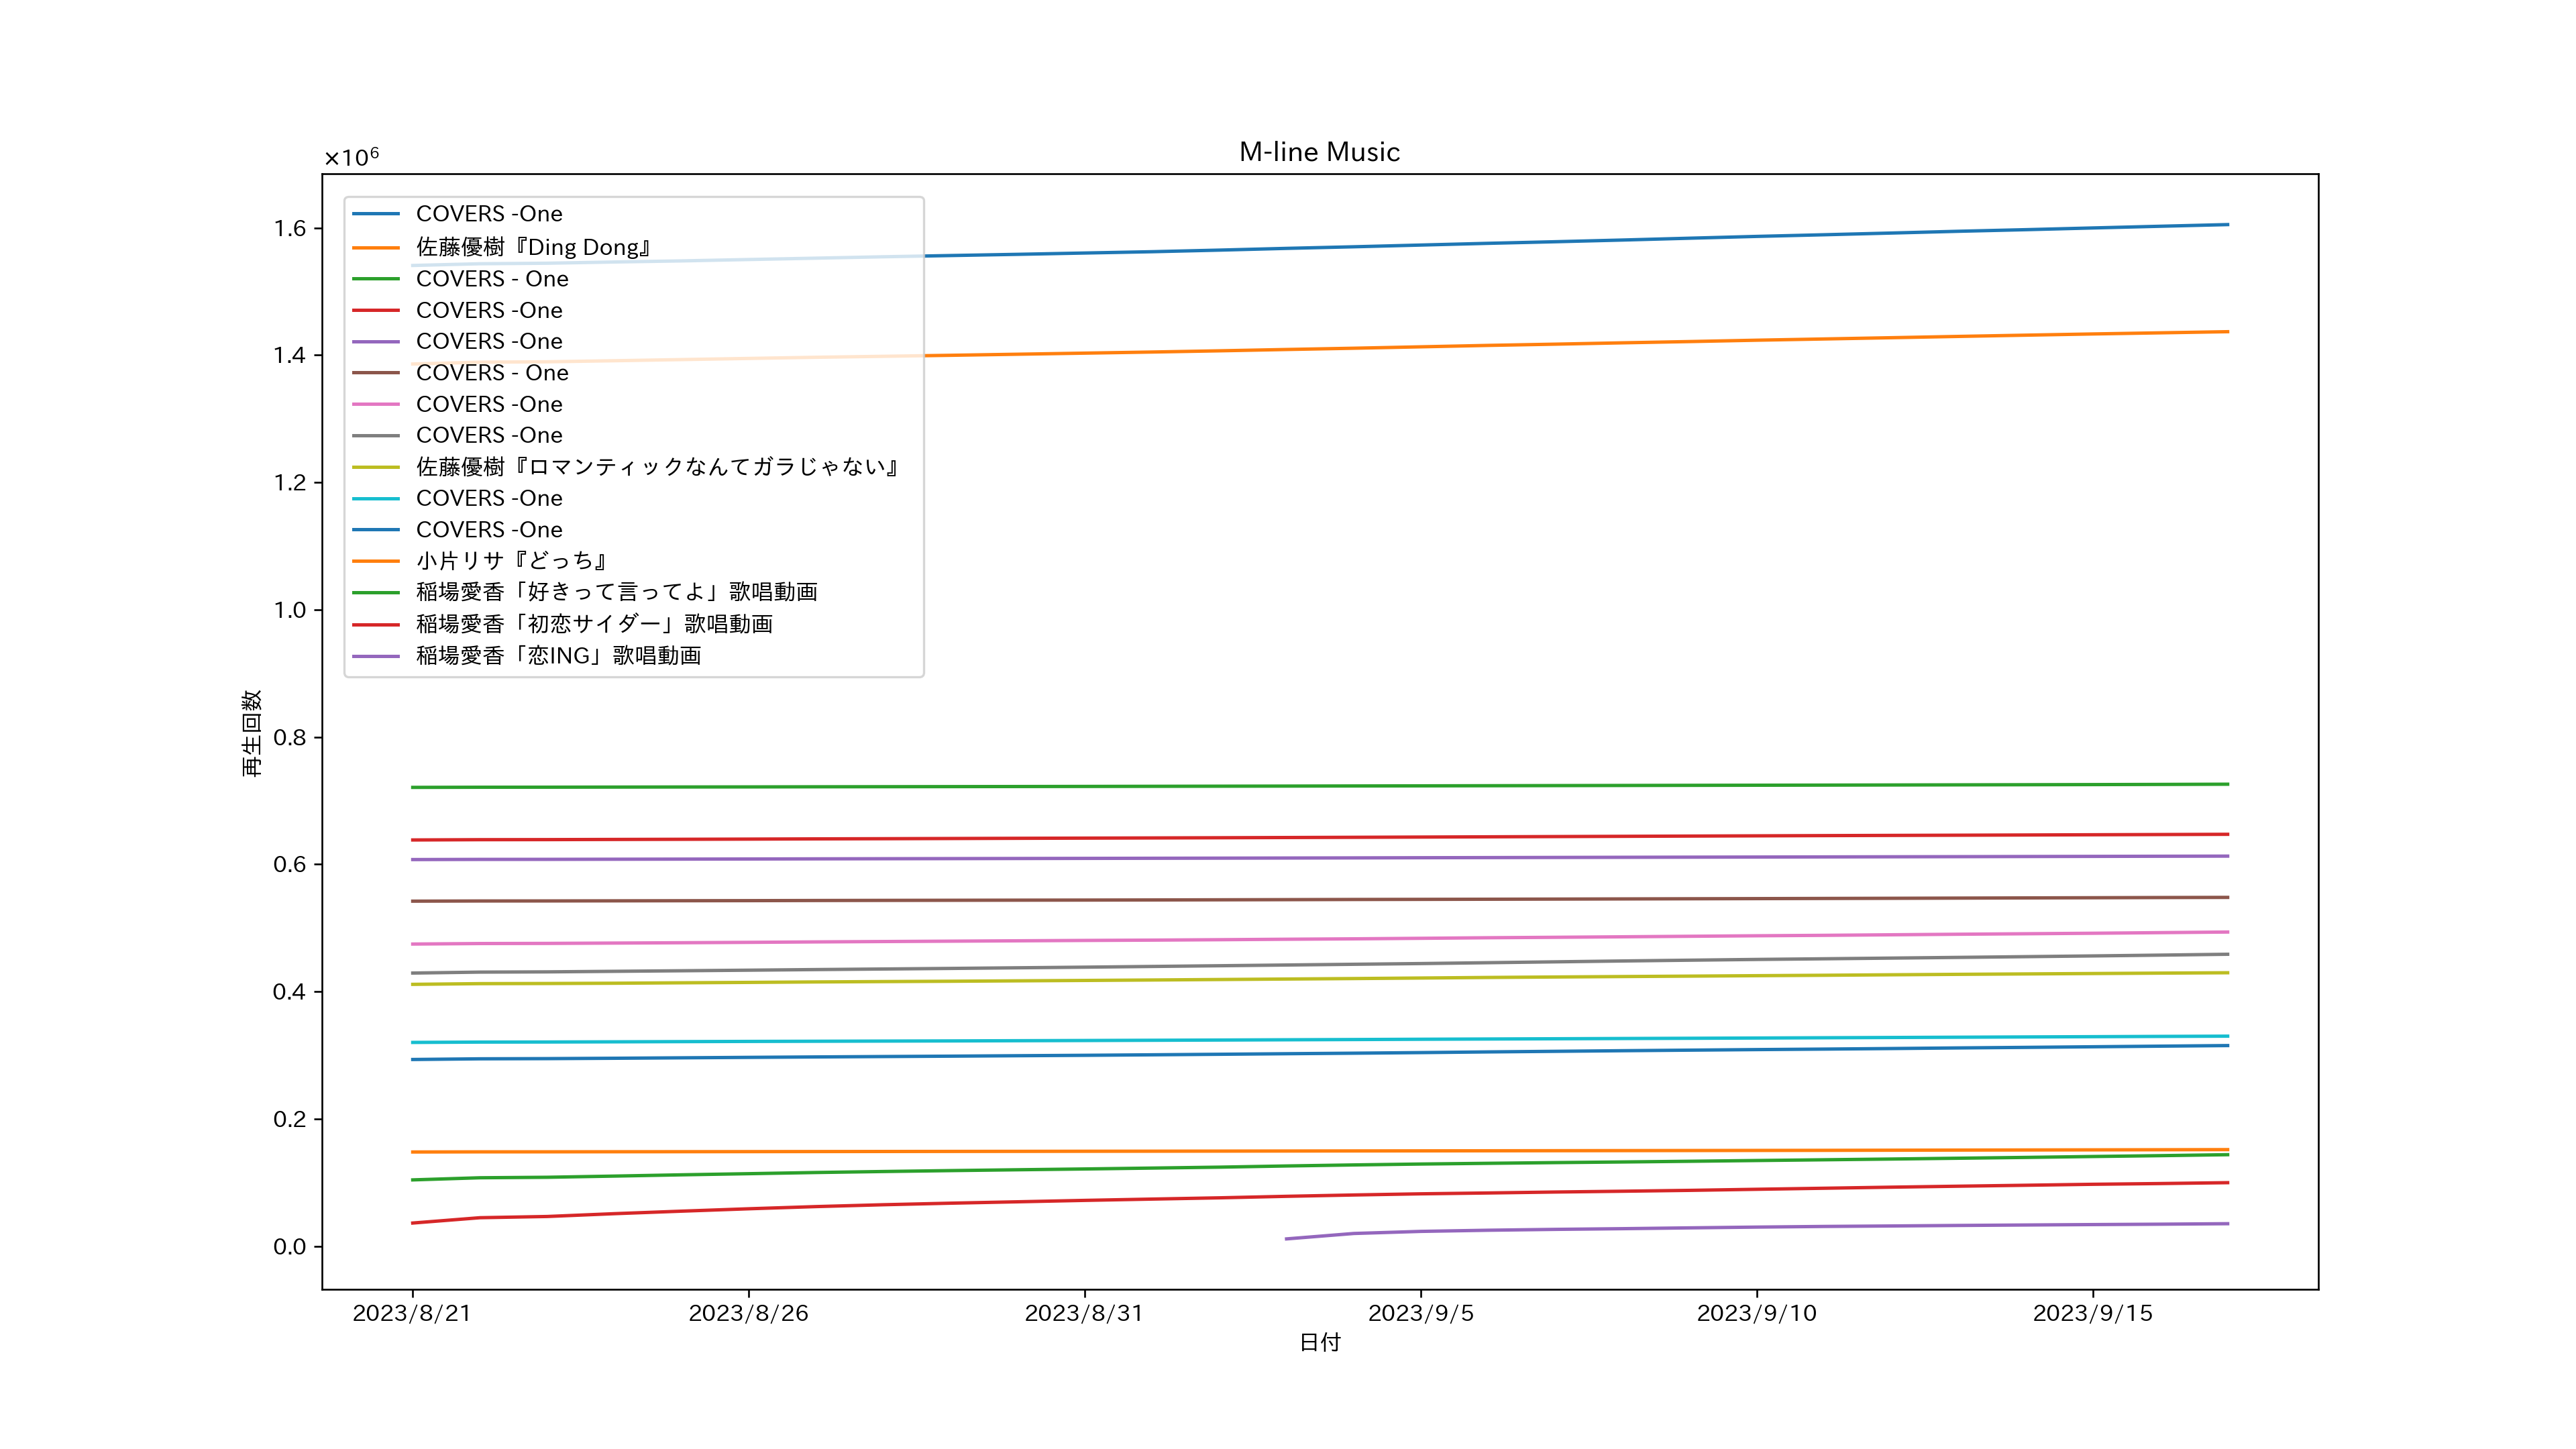 M-line Music
×10⁶
1.6
1.4
1.2
1.0
0.8
0.6
0.4
0.2
0.0
再生回数
COVERS -One
佐藤優樹『Ding Dong』
COVERS - One
COVERS -One
COVERS -One
COVERS - One
COVERS -One
COVERS -One
佐藤優樹『ロマンティックなんてガラじゃない』
COVERS -One
COVERS -One
小片リサ『どっち』
稲場愛香「好きって言ってよ」歌唱動画
稲場愛香「初恋サイダー」歌唱動画
稲場愛香「恋ING」歌唱動画
2023/8/21 2023/8/26 2023/8/31 2023/9/5 2023/9/10 2023/9/15
日付